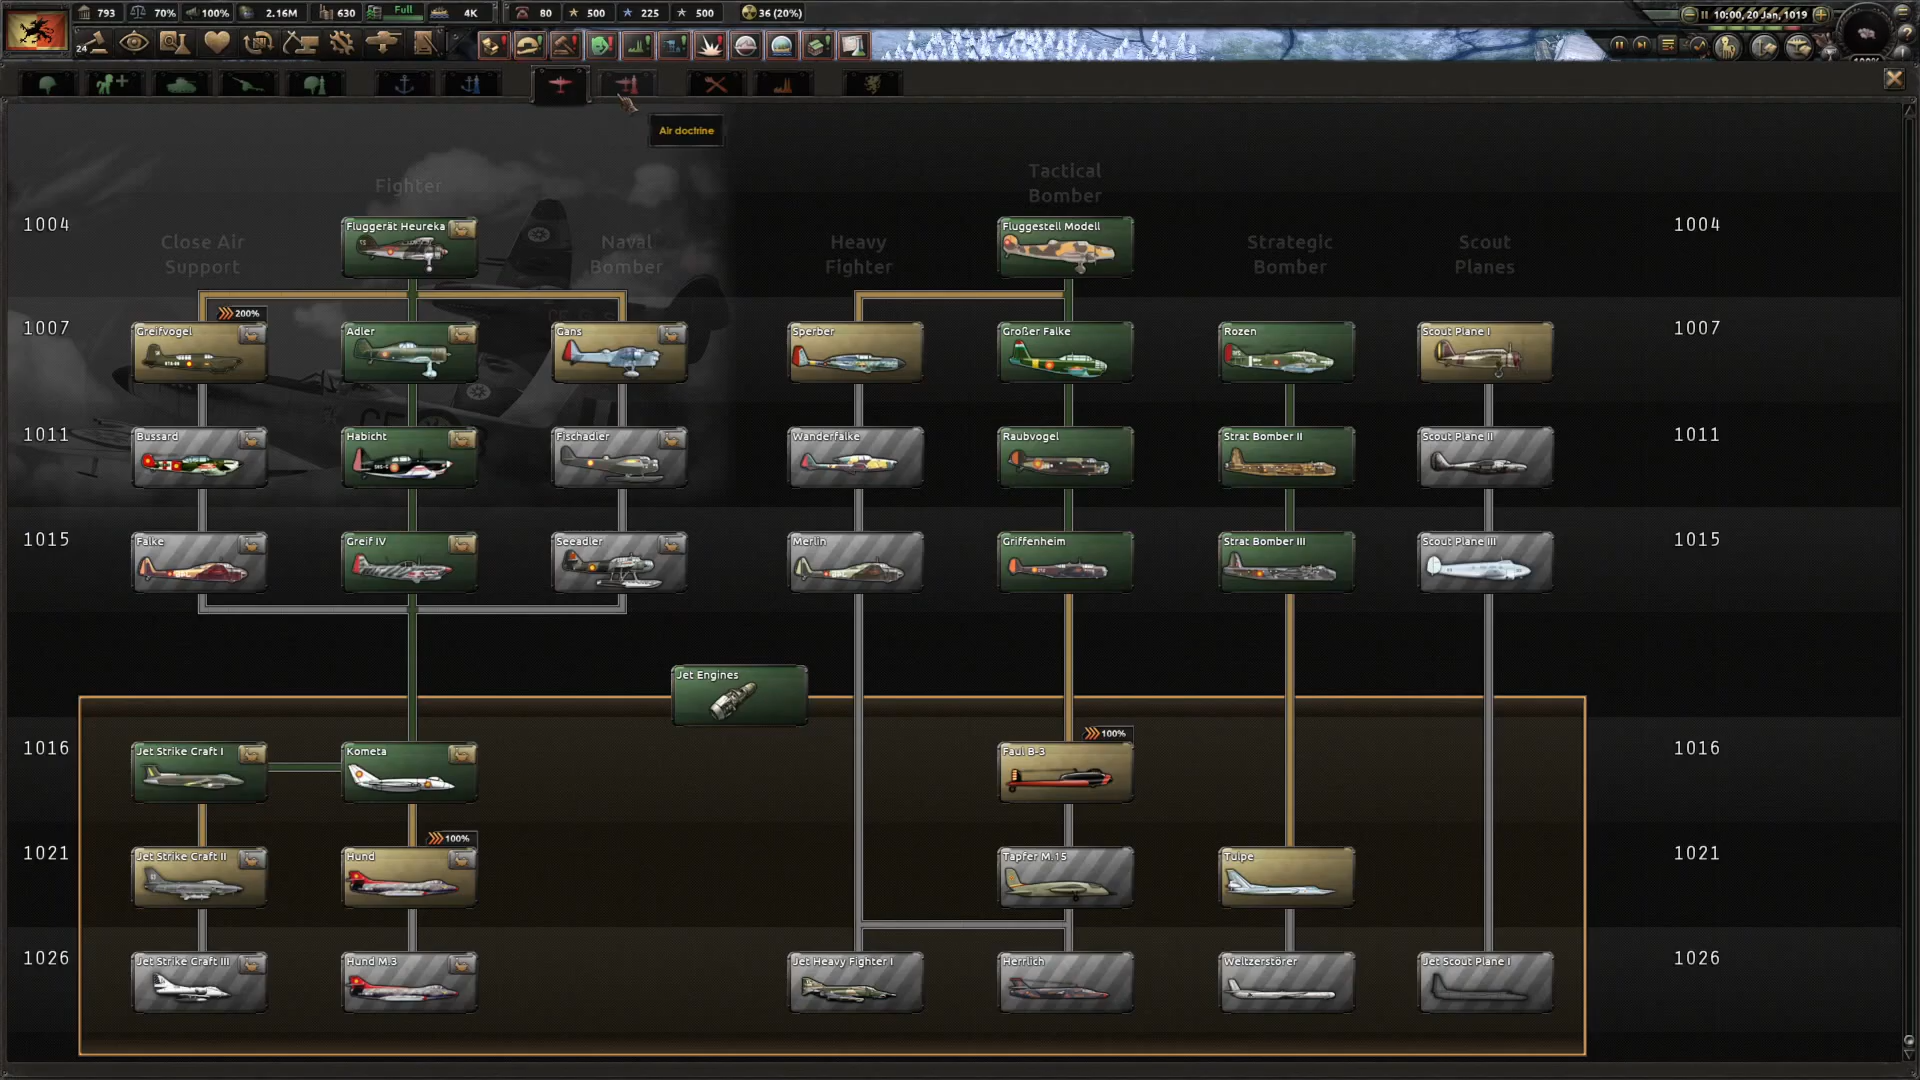 793
70%
100%
2.16M
630
Full
4K
80
500
225
500
36 (20%)
10:00, 20 Jan, 1019
24
100%
Air doctrine
Fighter
Tactical
Bomber
1004
Close Air
Support
Fluggerät Heureka
Naval
Bomber
Heavy
Fighter
Fluggestell Modell
Strategic
Bomber
Scout
Planes
1004
200%
1007
Greifvogel
Adler
Gans
Sperber
Großer Falke
Rozen
Scout Plane I
1007
1011
Bussard
Habicht
Fischadler
Wanderfalke
Raubvogel
Strat Bomber II
Scout Plane II
1011
1015
Falke
Greif IV
Seeadler
Merlin
Griffenheim
Strat Bomber III
Scout Plane III
1015
Jet Engines
100%
1016
Jet Strike Craft I
Kometa
Faul B-3
1016
100%
1021
Jet Strike Craft II
Hund
Tapfer M.15
Tulpe
1021
1026
Jet Strike Craft III
Hund M.3
Jet Heavy Fighter I
Herrlich
Weltzerstörer
Jet Scout Plane I
1026